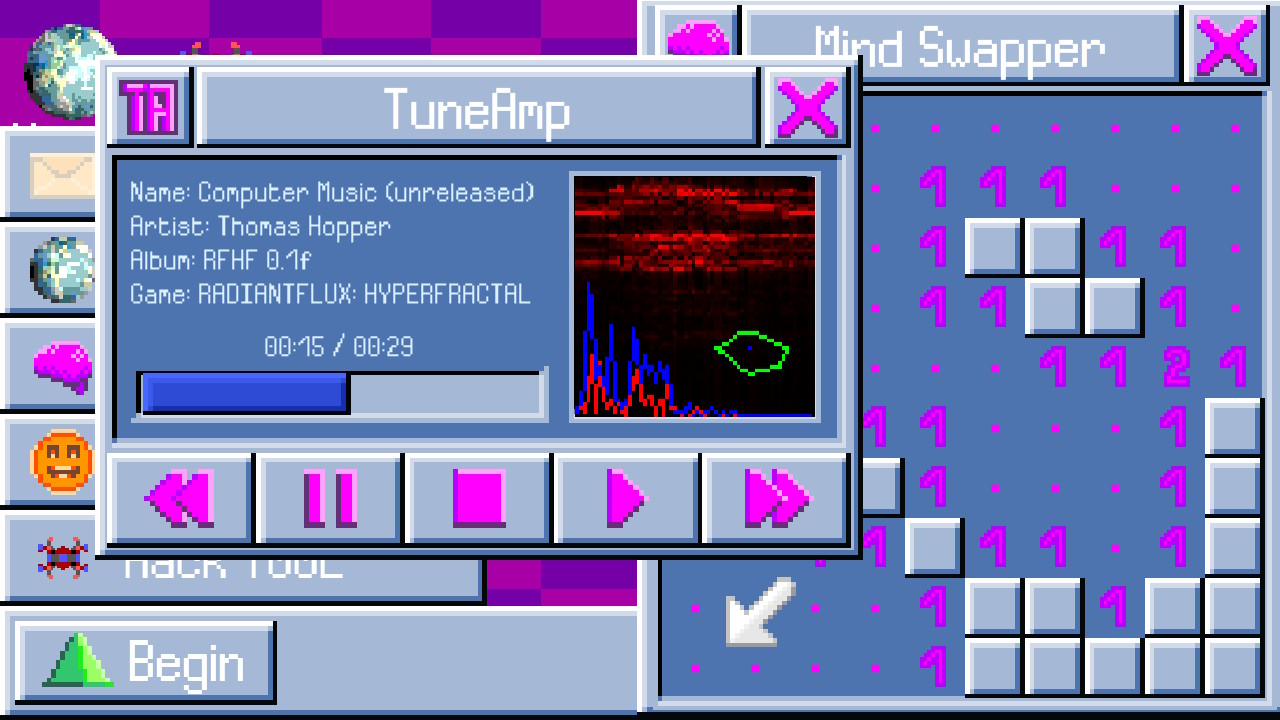 Mind Swapper
TA
TuneAmp
Name: Computer Music (unreleased)
Artist: Thomas Hopper
Album: RFHF 0.1f
Game: RADIANTFLUX: HYPERFRACTAL
00:15 / 00:29
1 1 1
1 1 1
1 1 1
1 1 2 1
1 1 1
1 1
1 1 1 1
1 1
1
Hack Tool
Begin